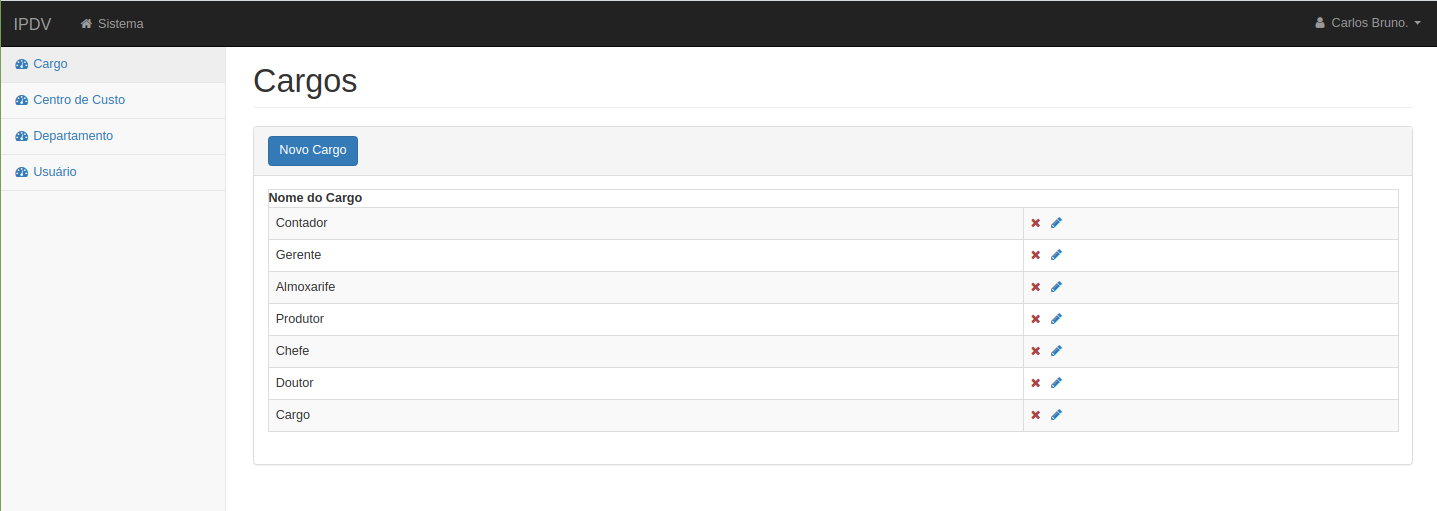 IPDV Sistema Carlos Bruno.
Cargo
Centro de Custo
Departamento
Usuário
Cargos
Novo Cargo
Nome do Cargo
Contador
Gerente
Almoxarife
Produtor
Chefe
Doutor
Cargo